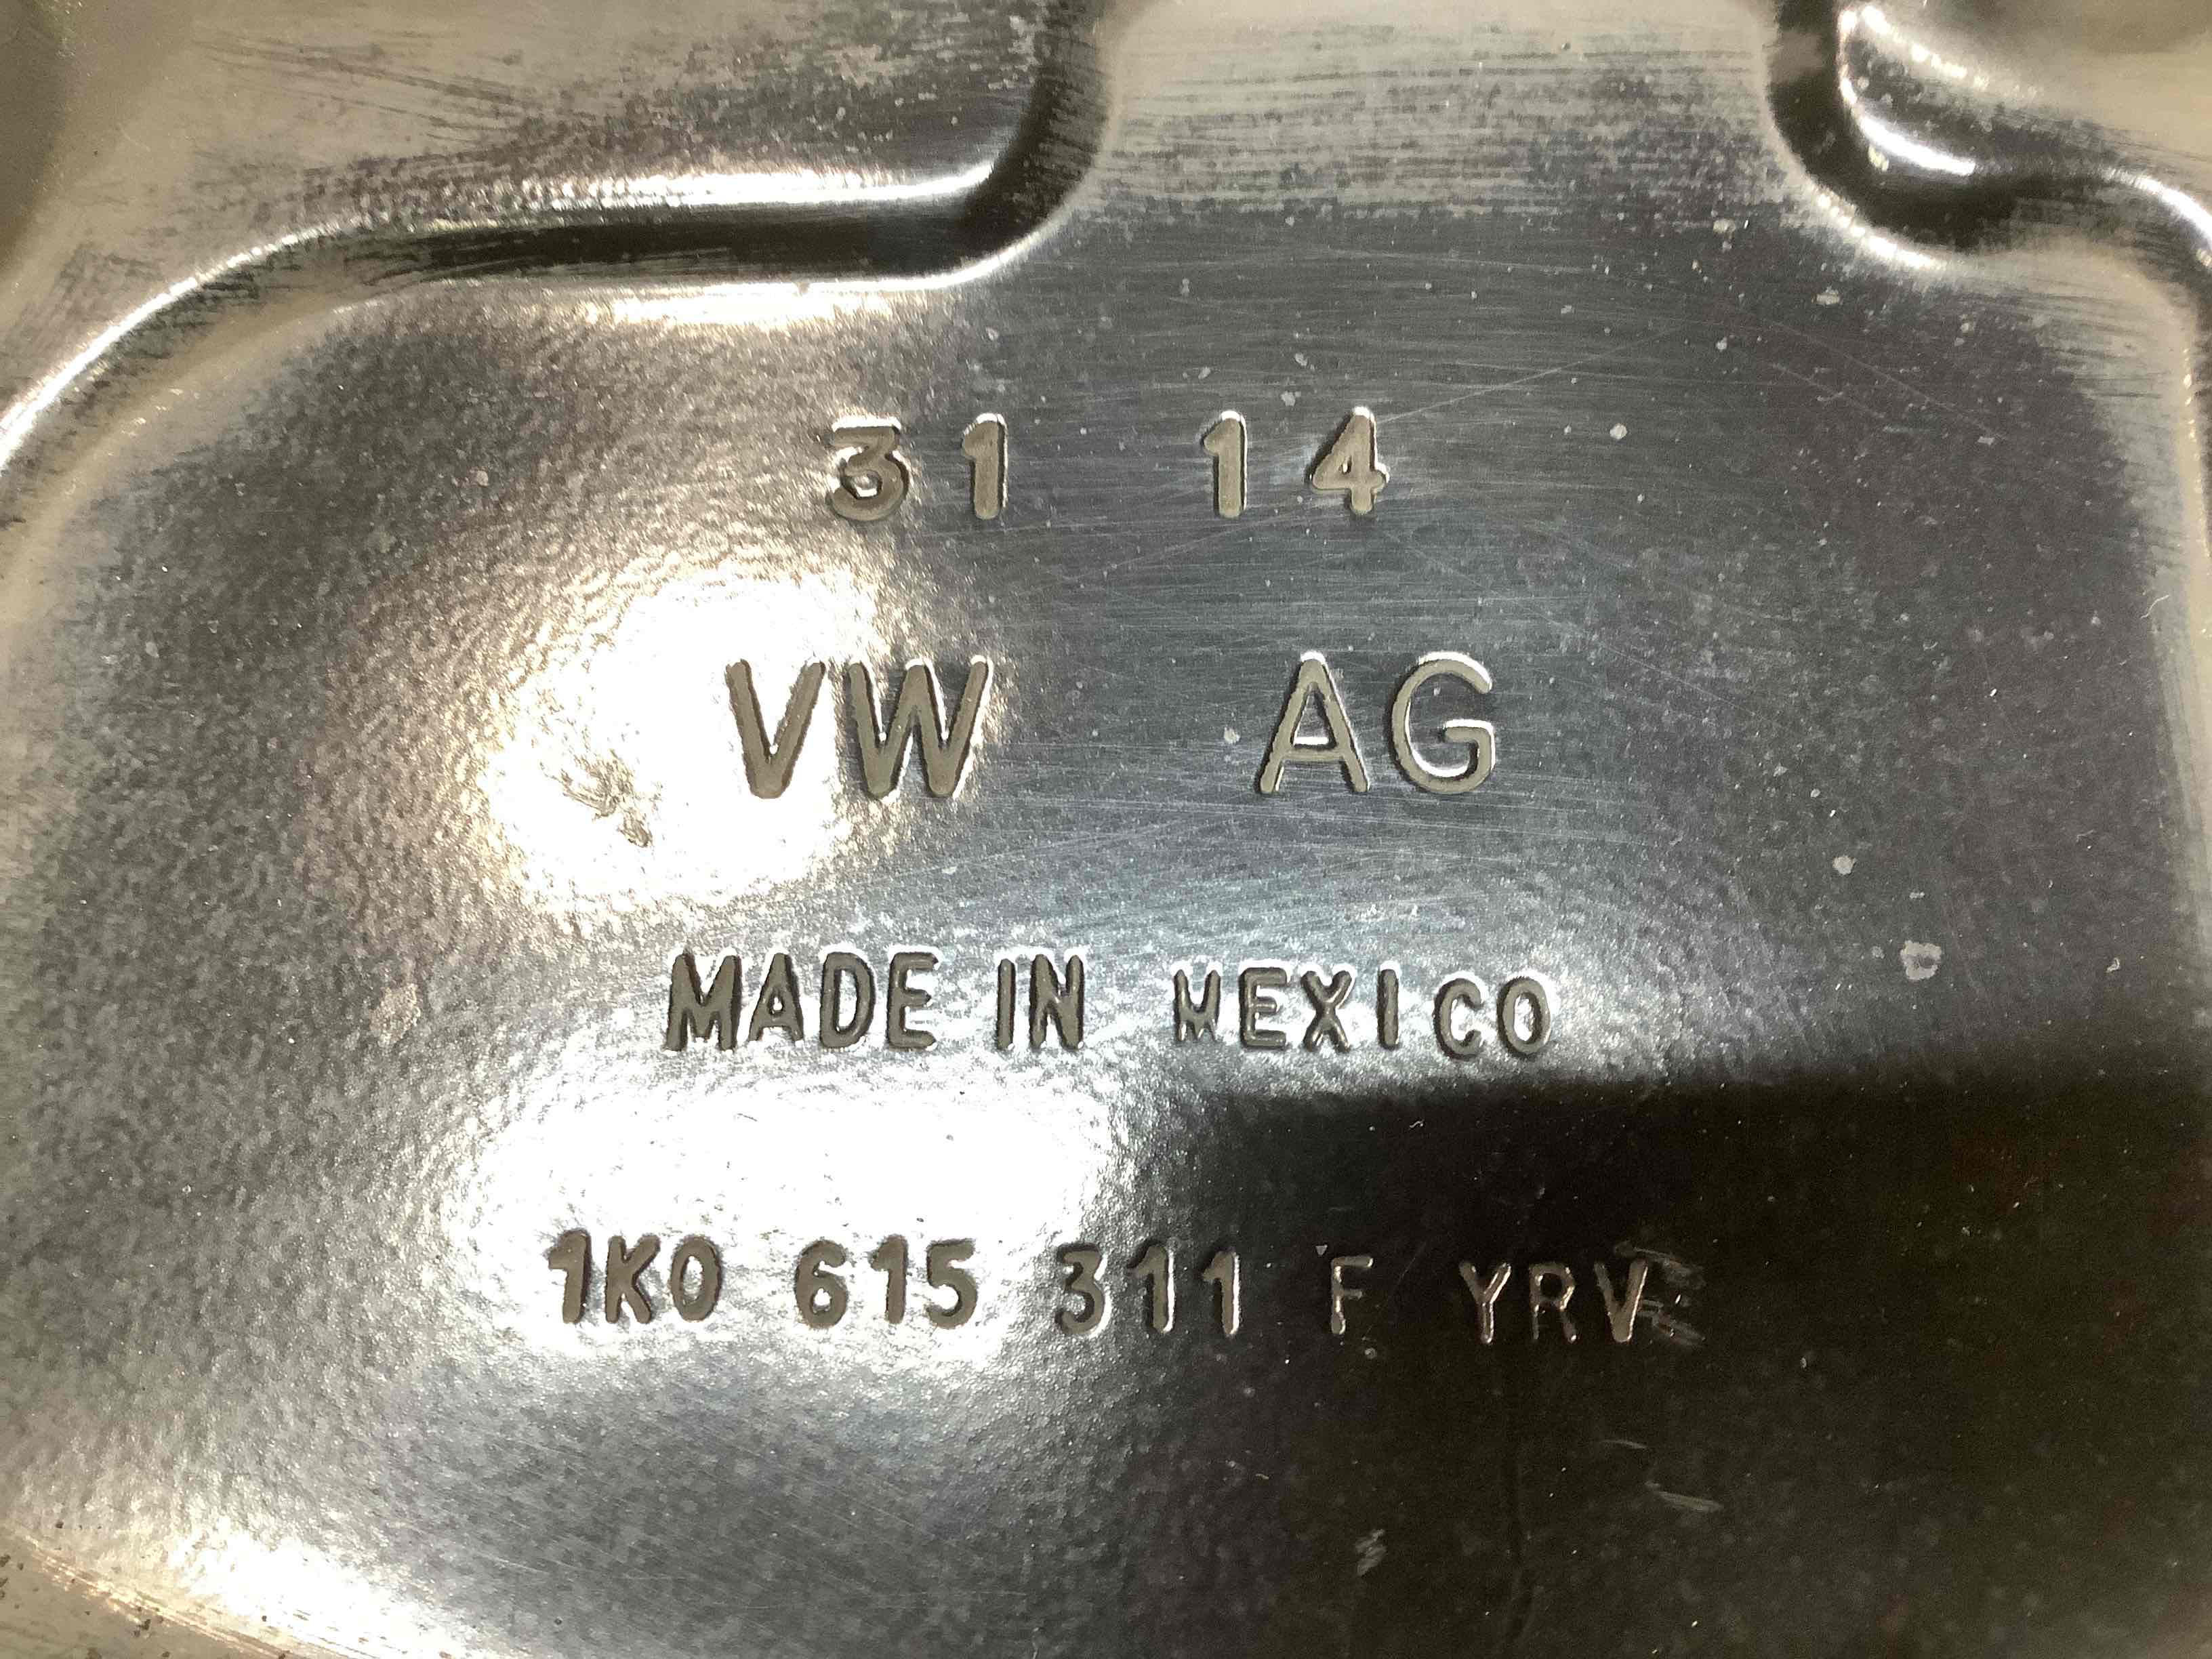 31 14
VW AG
MADE IN MEXICO
1K0 615 311 F YRV